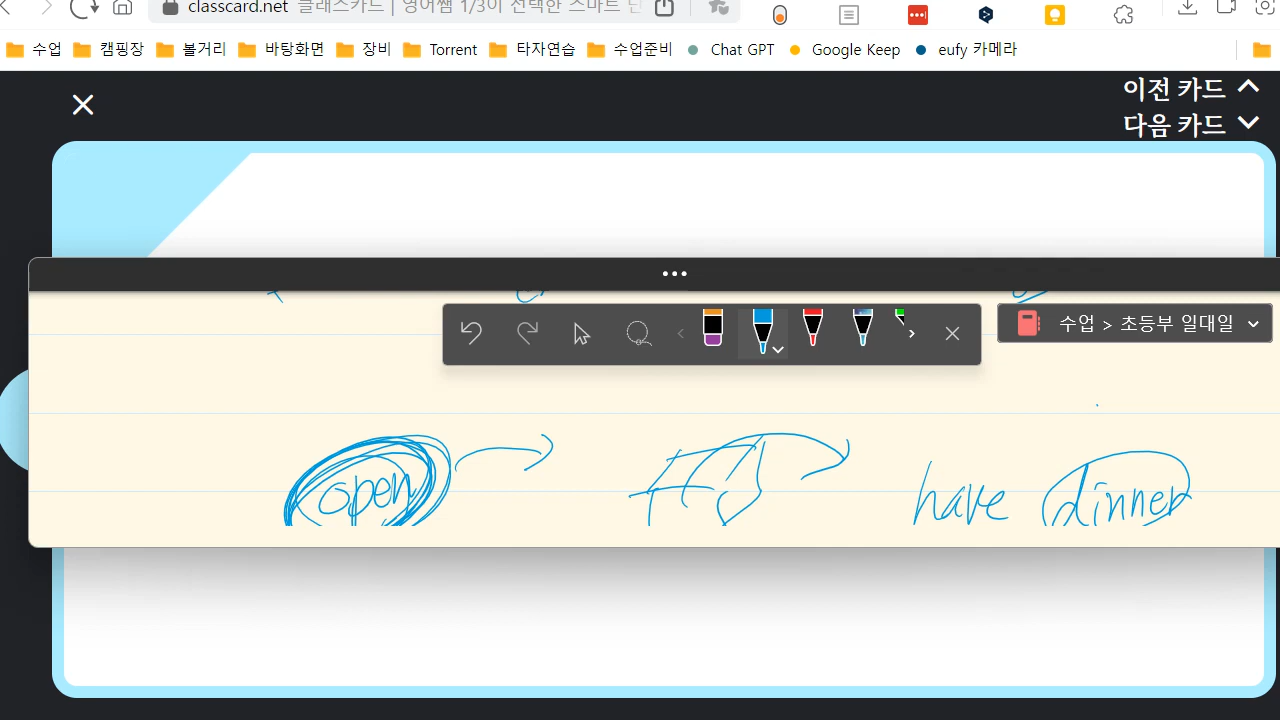 classcard.net 클래스카드 | 영어쌤 1/3이 선택한 스마트 단
수업 캠핑장 볼거리 바탕화면 장비 Torrent 타자연습 수업준비 Chat GPT Google Keep eufy 카메라
이전 카드
다음 카드
수업 > 초등부 일대일
open have dinner